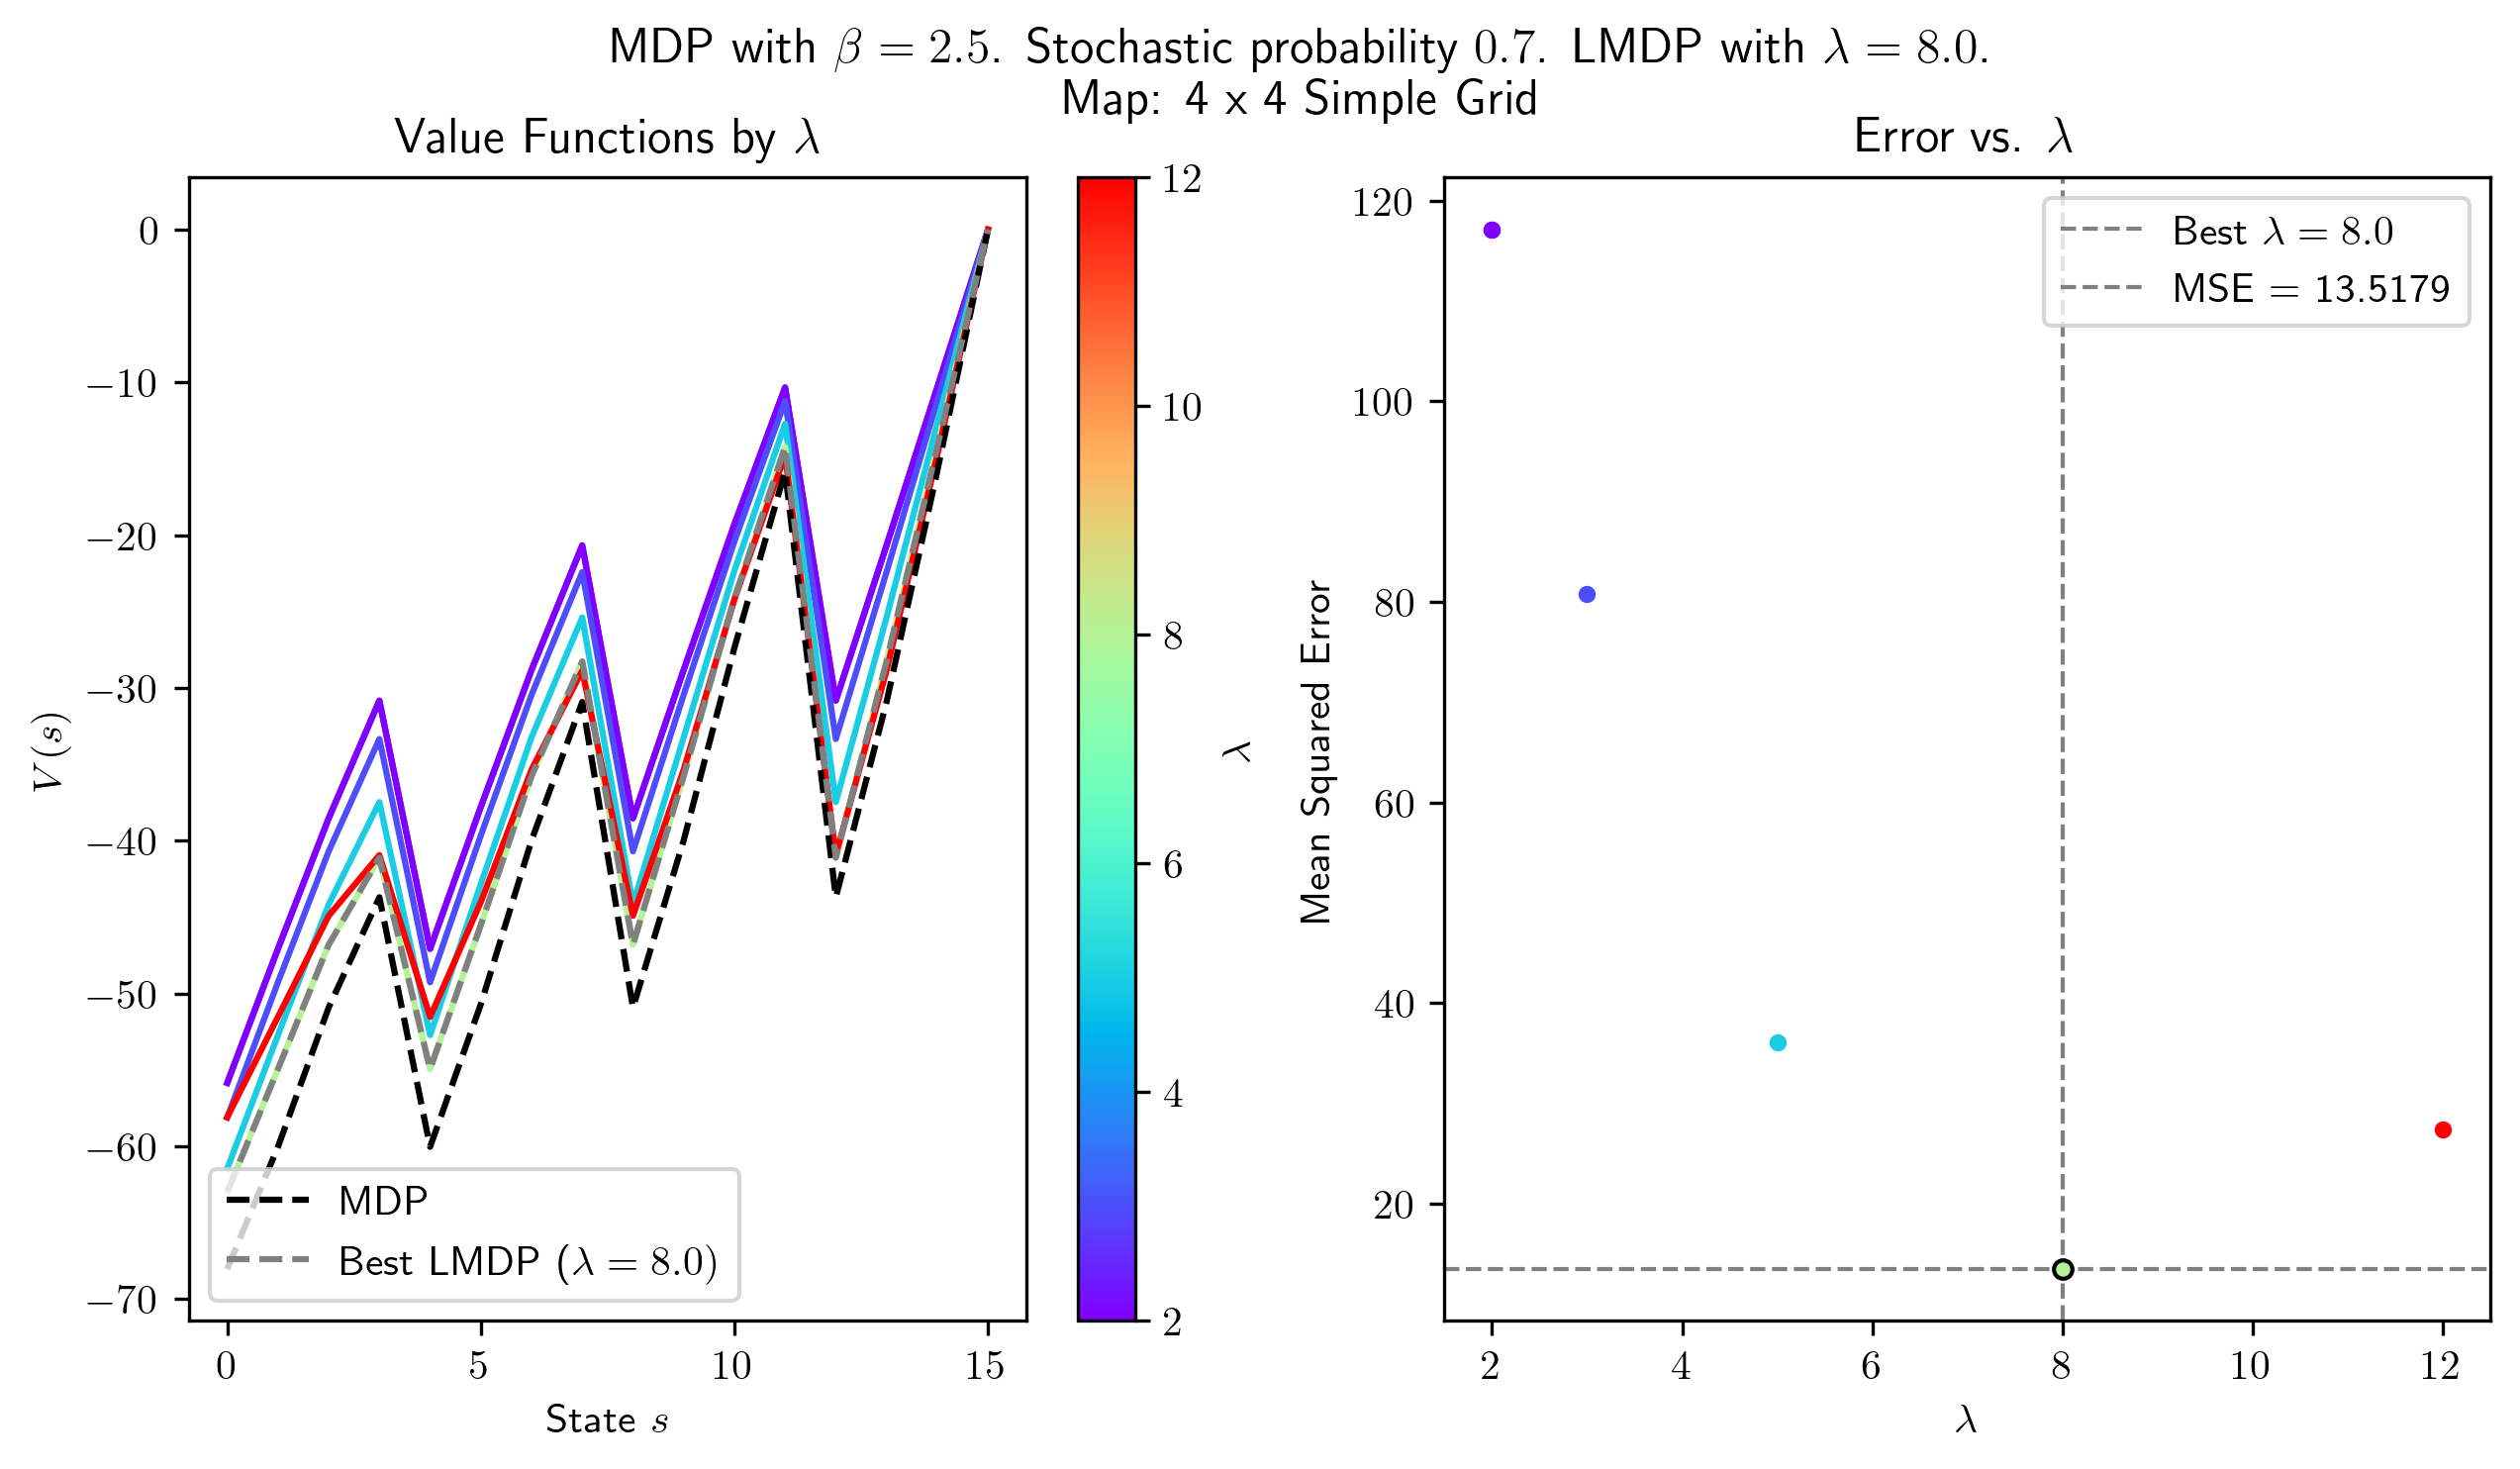 MDP with β = 2.5. Stochastic probability 0.7. LMDP with λ = 8.0.
Map: 4 x 4 Simple Grid
Value Functions by λ
0
−10
−20
−30
−40
−50
−60
−70
V(s)
MDP
Best LMDP (λ = 8.0)
0
5
10
15
State s
12
10
8
6
4
2
λ
Error vs. λ
120
100
80
60
40
20
Mean Squared Error
Best λ = 8.0
MSE = 13.5179
2
4
6
8
10
12
λ